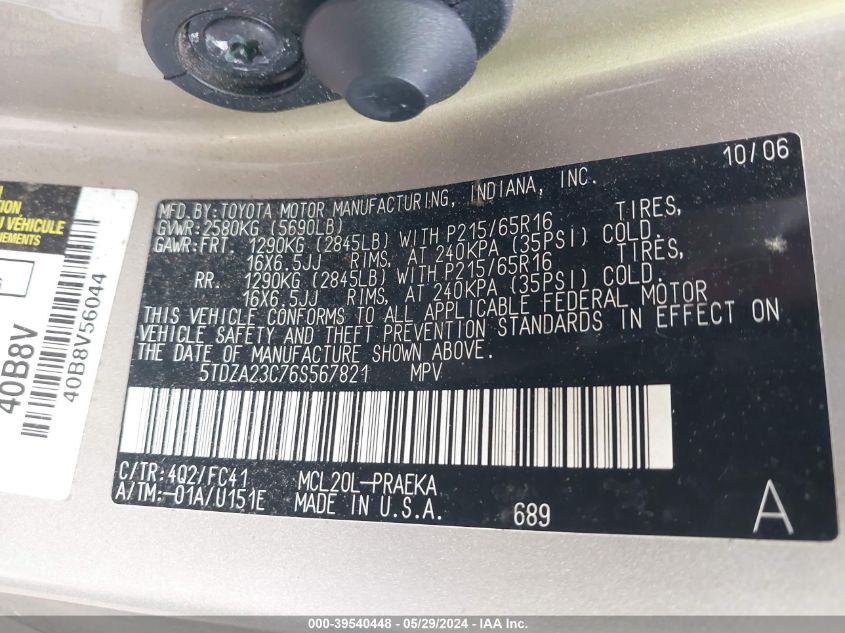 10/06
MFD. BY: TOYOTA MOTOR MANUFACTURING, INDIANA, INC.
GVWR: 2580KG (5690LB)
GAWR: FRT. 1290KG (2845LB) WITH P215/65R16 TIRES,
16X6.5JJ RIMS, AT 240KPA (35PSI) COLD.
RR. 1290KG (2845LB) WITH P215/65R16 TIRES,
16X6.5JJ RIMS, AT 240KPA (35PSI) COLD.
THIS VEHICLE CONFORMS TO ALL APPLICABLE FEDERAL MOTOR
VEHICLE SAFETY AND THEFT PREVENTION STANDARDS IN EFFECT ON
THE DATE OF MANUFACTURE SHOWN ABOVE.
5TDZA23C76S567821 MPV
C/TR: 4Q2/FC41 MCL20L-PRAEKA
A/TM: -01A/U151E MADE IN U.S.A. 689 A
TION
VÉHICULE
NEMENTS
40B8V
40B8V56044
000-39540448 - 05/29/2024 - IAA Inc.